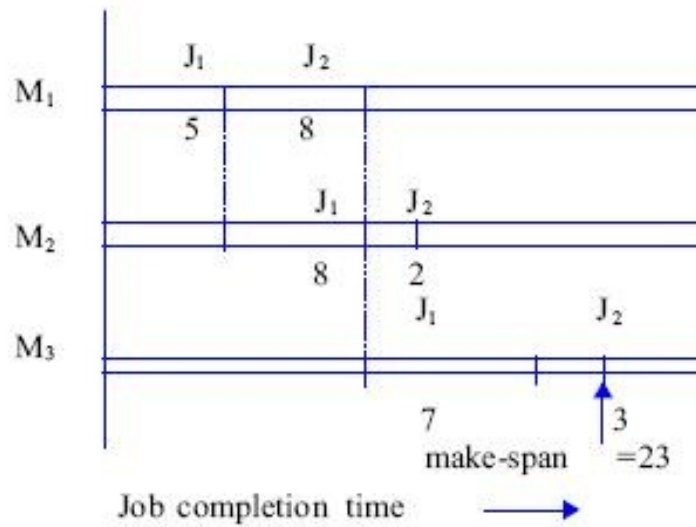 J₁ J₂
M₁
5 8
J₁ J₂
M₂
8 2
J₁ J₂
M₃
7 3
make-span =23
Job completion time